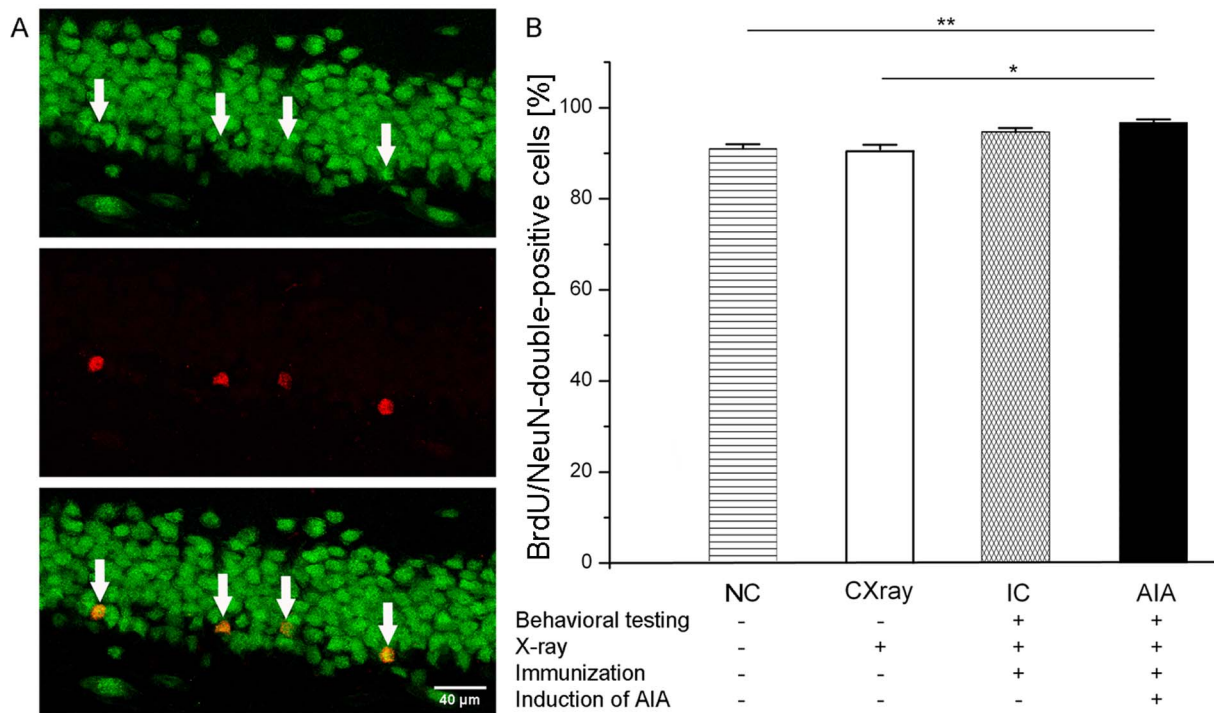 A
40 µm
B
**
*
BrdU/NeuN-double-positive cells [%]
100
80
60
40
20
0
NC CXray IC AIA
Behavioral testing - - + +
X-ray - + + +
Immunization - - + +
Induction of AIA - - - +